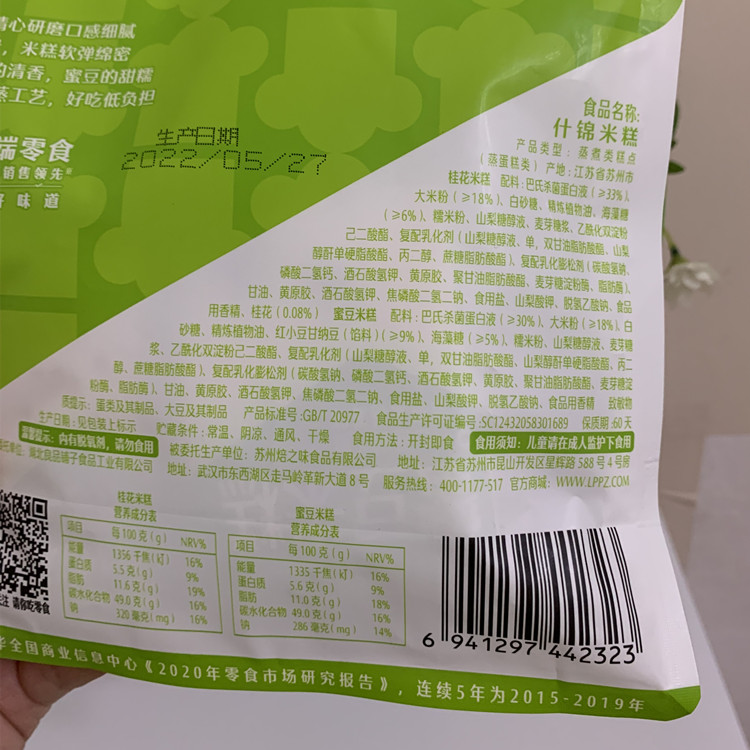 精心研磨口感细腻
米糕软弹绵密
的清香，蜜豆的甜糯
蒸工艺，好吃低负担
端零食
销售领先
好味道
生产日期
2022/05/27
食品名称:
什锦米糕
产品类型：蒸煮类糕点
(蒸蛋糕类) 产地:江苏省苏州市
桂花米糕 配料:巴氏杀菌蛋白液(≥33%)、
大米粉(≥18%)、白砂糖、精炼植物油、海藻糖
(≥6%)、糯米粉、山梨糖醇液、麦芽糖浆、乙酰化双淀粉
己二酸酯、复配乳化剂(山梨糖醇液、单，双甘油脂肪酸酯、山梨
醇酐单硬脂酸酯、丙二醇、蔗糖脂肪酸酯)、复配乳化膨松剂(碳酸氢钠、
磷酸二氢钙、酒石酸氢钾、黄原胶、聚甘油脂肪酸酯、麦芽糖淀粉酶、脂肪酶)、
甘油、黄原胶、酒石酸氢钾、焦磷酸二氢二钠、食用盐、山梨酸钾、脱氢乙酸钠、食品
用香精、桂花(0.08%) 蜜豆米糕 配料:巴氏杀菌蛋白液(≥30%)、大米粉(≥18%)、白
砂糖、精炼植物油、红小豆甘纳豆(馅料)(≥9%)、海藻糖(≥5%)、糯米粉、山梨糖醇液、麦芽糖
浆、乙酰化双淀粉己二酸酯、复配乳化剂(山梨糖醇液、单，双甘油脂肪酸酯、山梨醇酐单硬脂酸酯、丙二
醇、蔗糖脂肪酸酯)、复配乳化膨松剂(碳酸氢钠、磷酸二氢钙、酒石酸氢钾、黄原胶、聚甘油脂肪酸酯、麦芽糖淀
粉酶、脂肪酶)、甘油、黄原胶、酒石酸氢钾、焦磷酸二氢二钠、食用盐、山梨酸钾、脱氢乙酸钠、食品用香精 致敏物
质提示：蛋类及其制品、大豆及其制品 产品标准号:GB/T 20977 食品生产许可证编号:SC12432058301689 保质期:60天
生产日期:见包装上标示 贮藏条件:常温、阴凉、通风、干燥 食用方法:开封即食 食用须知：儿童请在成人监护下食用
温馨提示：内有脱氧剂，请勿食用 被委托生产单位：苏州焙之味食品有限公司 地址：江苏省苏州市昆山开发区星辉路588号4号房
委托单位：湖北良品铺子食品工业有限公司 地址：武汉市东西湖区走马岭革新大道8号 服务热线：400-1177-517 官方商城：WWW.LPPZ.COM
桂花米糕
营养成分表
项目 每100克(g) NRV%
能量 1356千焦(kJ) 16%
蛋白质 5.5克(g) 9%
脂肪 11.6克(g) 19%
碳水化合物 49.0克(g) 16%
钠 320毫克(mg) 16%
蜜豆米糕
营养成分表
项目 每100克(g) NRV%
能量 1335千焦(kJ) 16%
蛋白质 5.6克(g) 9%
脂肪 11.0克(g) 18%
碳水化合物 49.0克(g) 16%
钠 286毫克(mg) 14%
关注 请你吃零食
6 941297 442323
华全国商业信息中心《2020年零食市场研究报告》，连续5年为2015-2019年